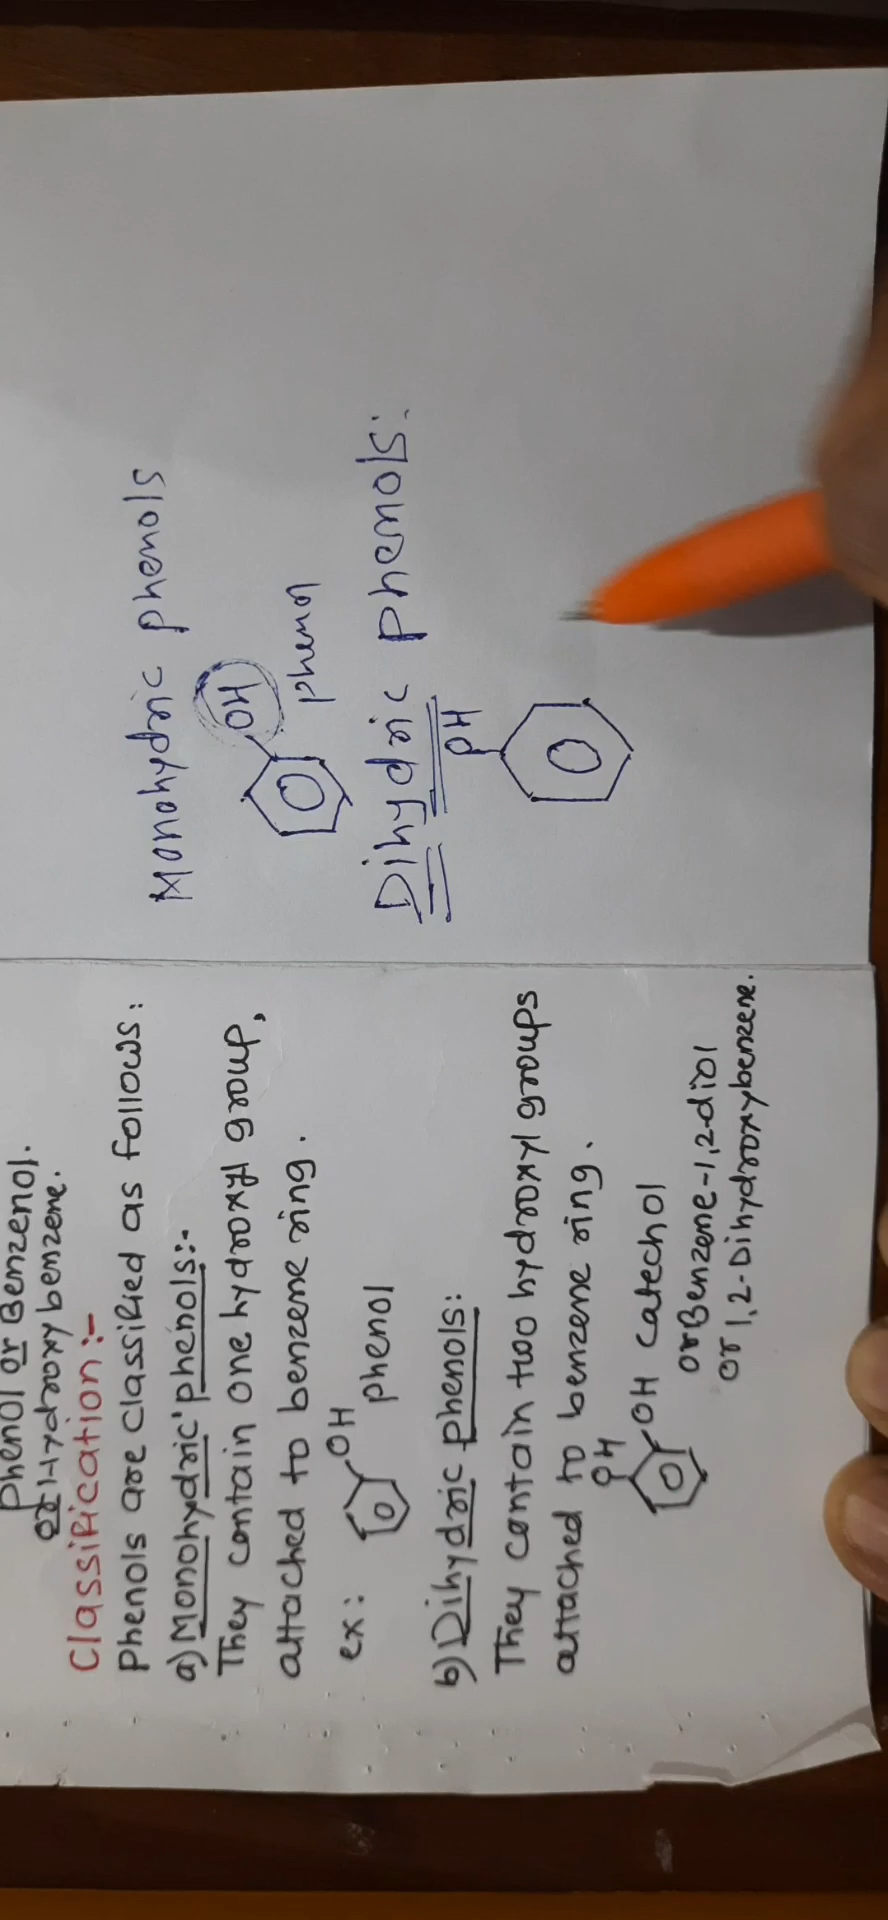 Phenol or Benzenol.
or 1-Hydroxybenzene.
Classification :-
Phenols are classified as follows :
a) Monohydric phenols:-
They contain one hydroxyl group,
attached to benzene ring.
OH
ex : phenol
b) Dihydric phenols:
They contain two hydroxyl groups
attached to benzene ring.
OH
OH catechol
or Benzene-1,2-diol
or 1,2-Dihydroxybenzene.
Monohydric phenols
OH
phenol
Dihydric phenols:
OH